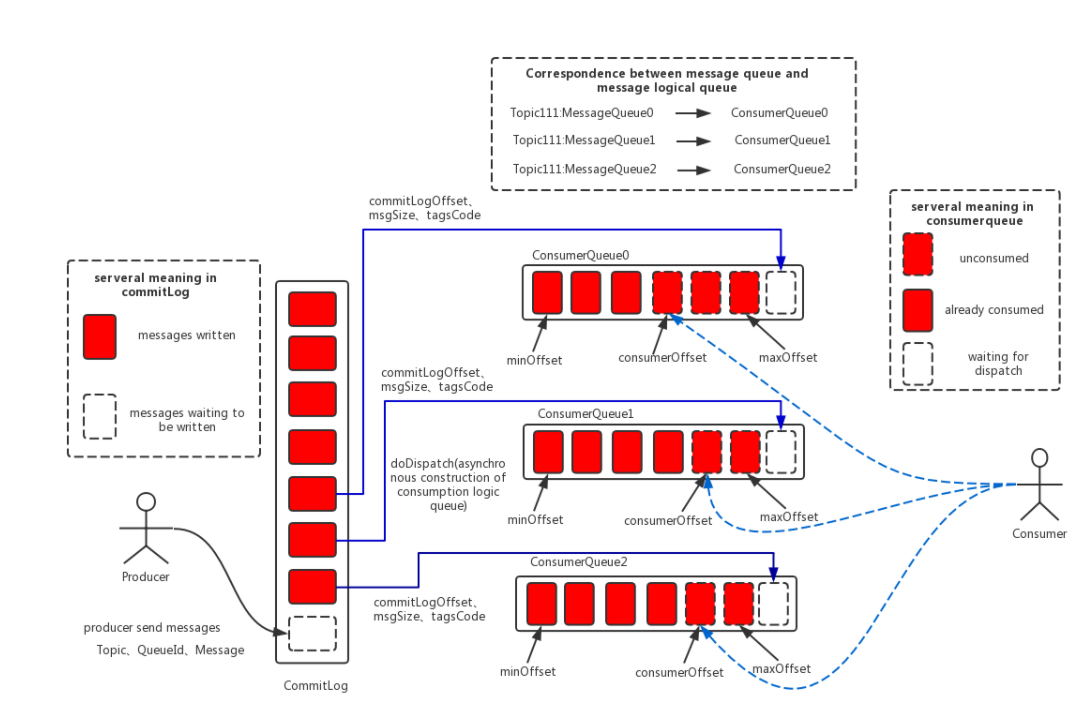 Correspondence between message queue and
message logical queue
Topic111:MessageQueue0
ConsumerQueue0
Topic111:MessageQueue1
ConsumerQueue1
Topic111:MessageQueue2
ConsumerQueue2
serveral meaning in
consumerqueue
unconsumed
already consumed
waiting for
dispatch
serveral meaning in
commitLog
messages written
messages waiting to
be written
commitLogOffset、
msgSize、tagsCode
ConsumerQueue0
minOffset
consumerOffset
maxOffset
commitLogOffset、
msgSize、tagsCode
ConsumerQueue1
doDispatch(asynchro
nous construction of
consumption logic
queue)
minOffset
consumerOffset
maxOffset
Consumer
Producer
ConsumerQueue2
commitLogOffset、
msgSize、tagsCode
minOffset
consumerOffset
maxOffset
producer send messages
Topic、QueueId、Message
CommitLog